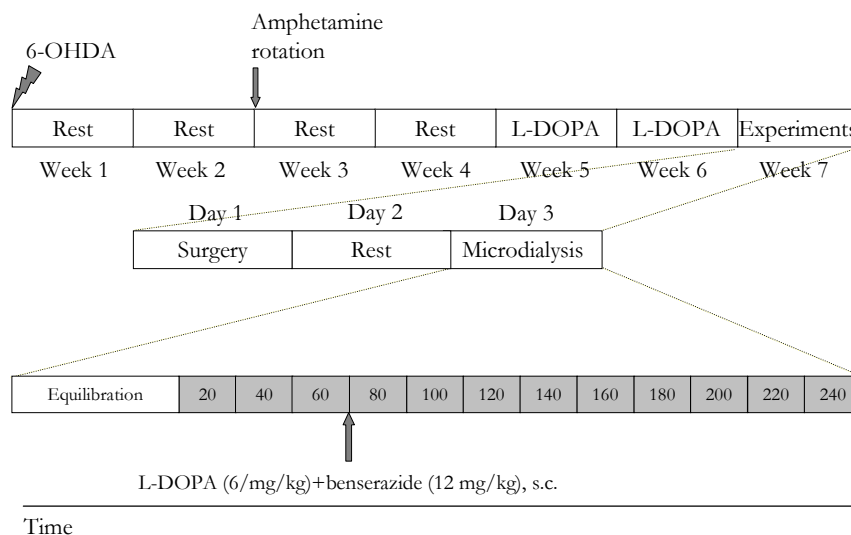 Amphetamine
rotation
6-OHDA
Rest Rest Rest Rest L-DOPA L-DOPA Experiments
Week 1 Week 2 Week 3 Week 4 Week 5 Week 6 Week 7
Day 1 Day 2 Day 3
Surgery Rest Microdialysis
Equilibration 20 40 60 80 100 120 140 160 180 200 220 240
L-DOPA (6/mg/kg)+benserazide (12 mg/kg), s.c.
Time